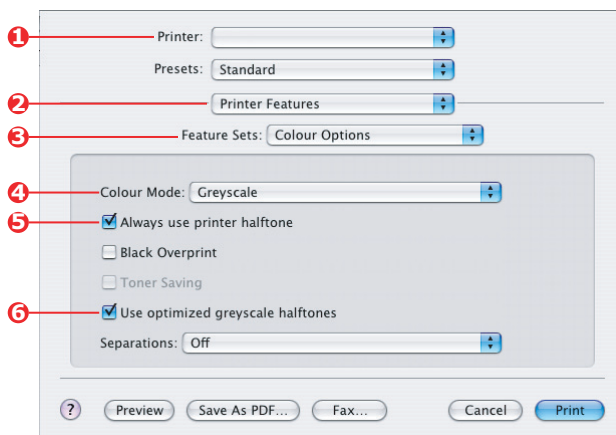 1 Printer:
Presets: Standard
2 Printer Features
3 Feature Sets: Colour Options
4 Colour Mode: Greyscale
5 Always use printer halftone
Black Overprint
Toner Saving
6 Use optimized greyscale halftones
Separations: Off
? Preview Save As PDF... Fax... Cancel Print